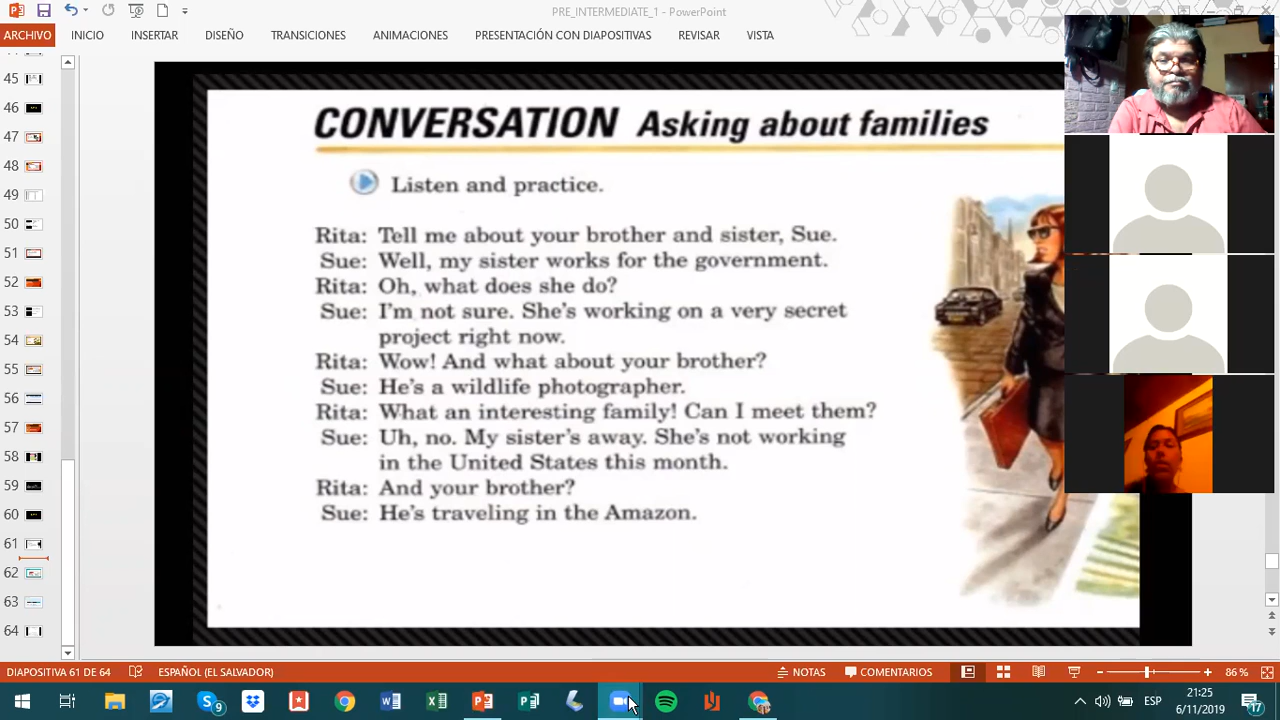 PRE_INTERMEDIATE_1 - PowerPoint
ARCHIVO INICIO INSERTAR DISEÑO TRANSICIONES ANIMACIONES PRESENTACIÓN CON DIAPOSITIVAS REVISAR VISTA
CONVERSATION Asking about families
Listen and practice.
Rita: Tell me about your brother and sister, Sue.
Sue: Well, my sister works for the government.
Rita: Oh, what does she do?
Sue: I'm not sure. She's working on a very secret
project right now.
Rita: Wow! And what about your brother?
Sue: He's a wildlife photographer.
Rita: What an interesting family! Can I meet them?
Sue: Uh, no. My sister's away. She's not working
in the United States this month.
Rita: And your brother?
Sue: He's traveling in the Amazon.
45
46
47
48
49
50
51
52
53
54
55
56
57
58
59
60
61
62
63
64
DIAPOSITIVA 61 DE 64 ESPAÑOL (EL SALVADOR) NOTAS COMENTARIOS 86 %
9
ESP
21:25
6/11/2019
17